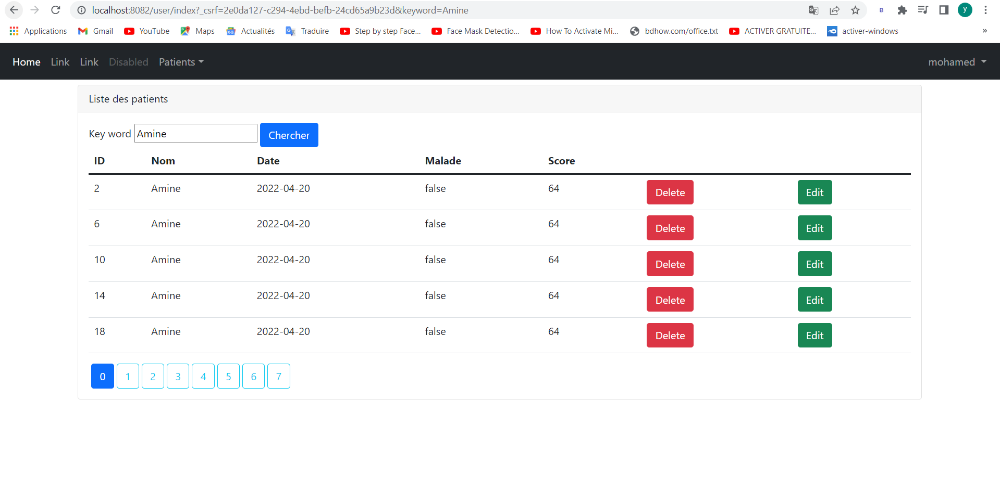 localhost:8082/user/index?_csrf=2e0da127-c294-4ebd-befb-24cd65a9b23d&keyword=Amine B y
Applications Gmail YouTube Maps Actualités Traduire Step by step Face... Face Mask Detectio... How To Activate Mi... bdhow.com/office.txt ACTIVER GRATUITE... activer-windows »
Home Link Link Disabled Patients mohamed
Liste des patients
Key word Amine Chercher
ID Nom Date Malade Score
2 Amine 2022-04-20 false 64 Delete Edit
6 Amine 2022-04-20 false 64 Delete Edit
10 Amine 2022-04-20 false 64 Delete Edit
14 Amine 2022-04-20 false 64 Delete Edit
18 Amine 2022-04-20 false 64 Delete Edit
0 1 2 3 4 5 6 7